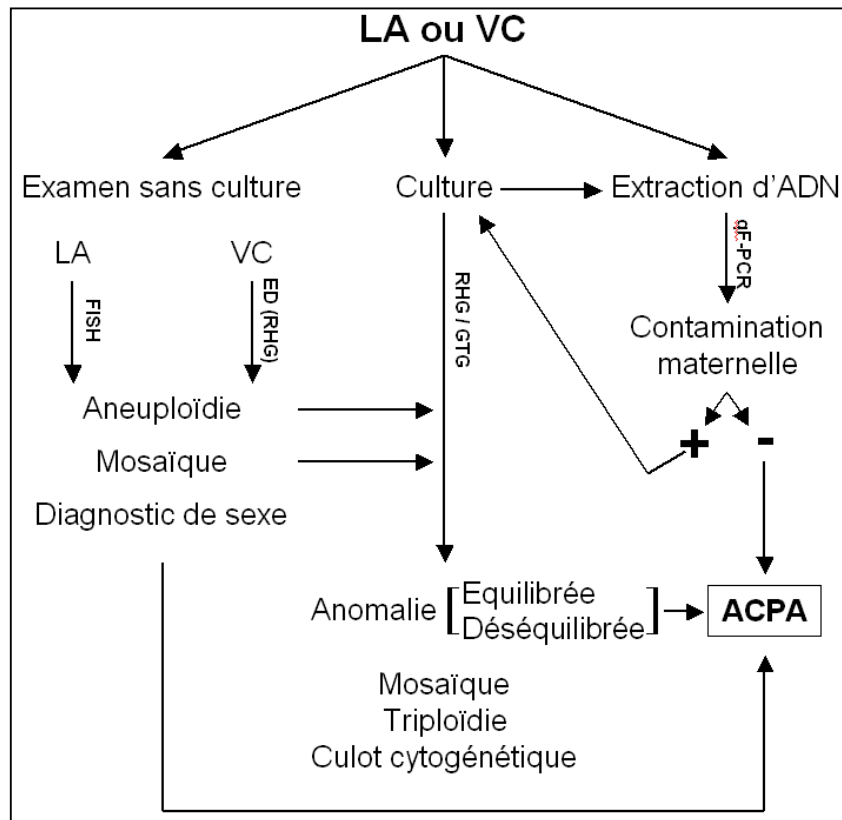 LA ou VC
Examen sans culture
Culture
Extraction d'ADN
LA
VC
FISH
ED (RHG)
RHG / GTG
qF-PCR
Contamination
maternelle
+
-
Aneuploïdie
Mosaïque
Diagnostic de sexe
Anomalie
[Equilibrée
Déséquilibrée]
ACPA
Mosaïque
Triploïdie
Culot cytogénétique